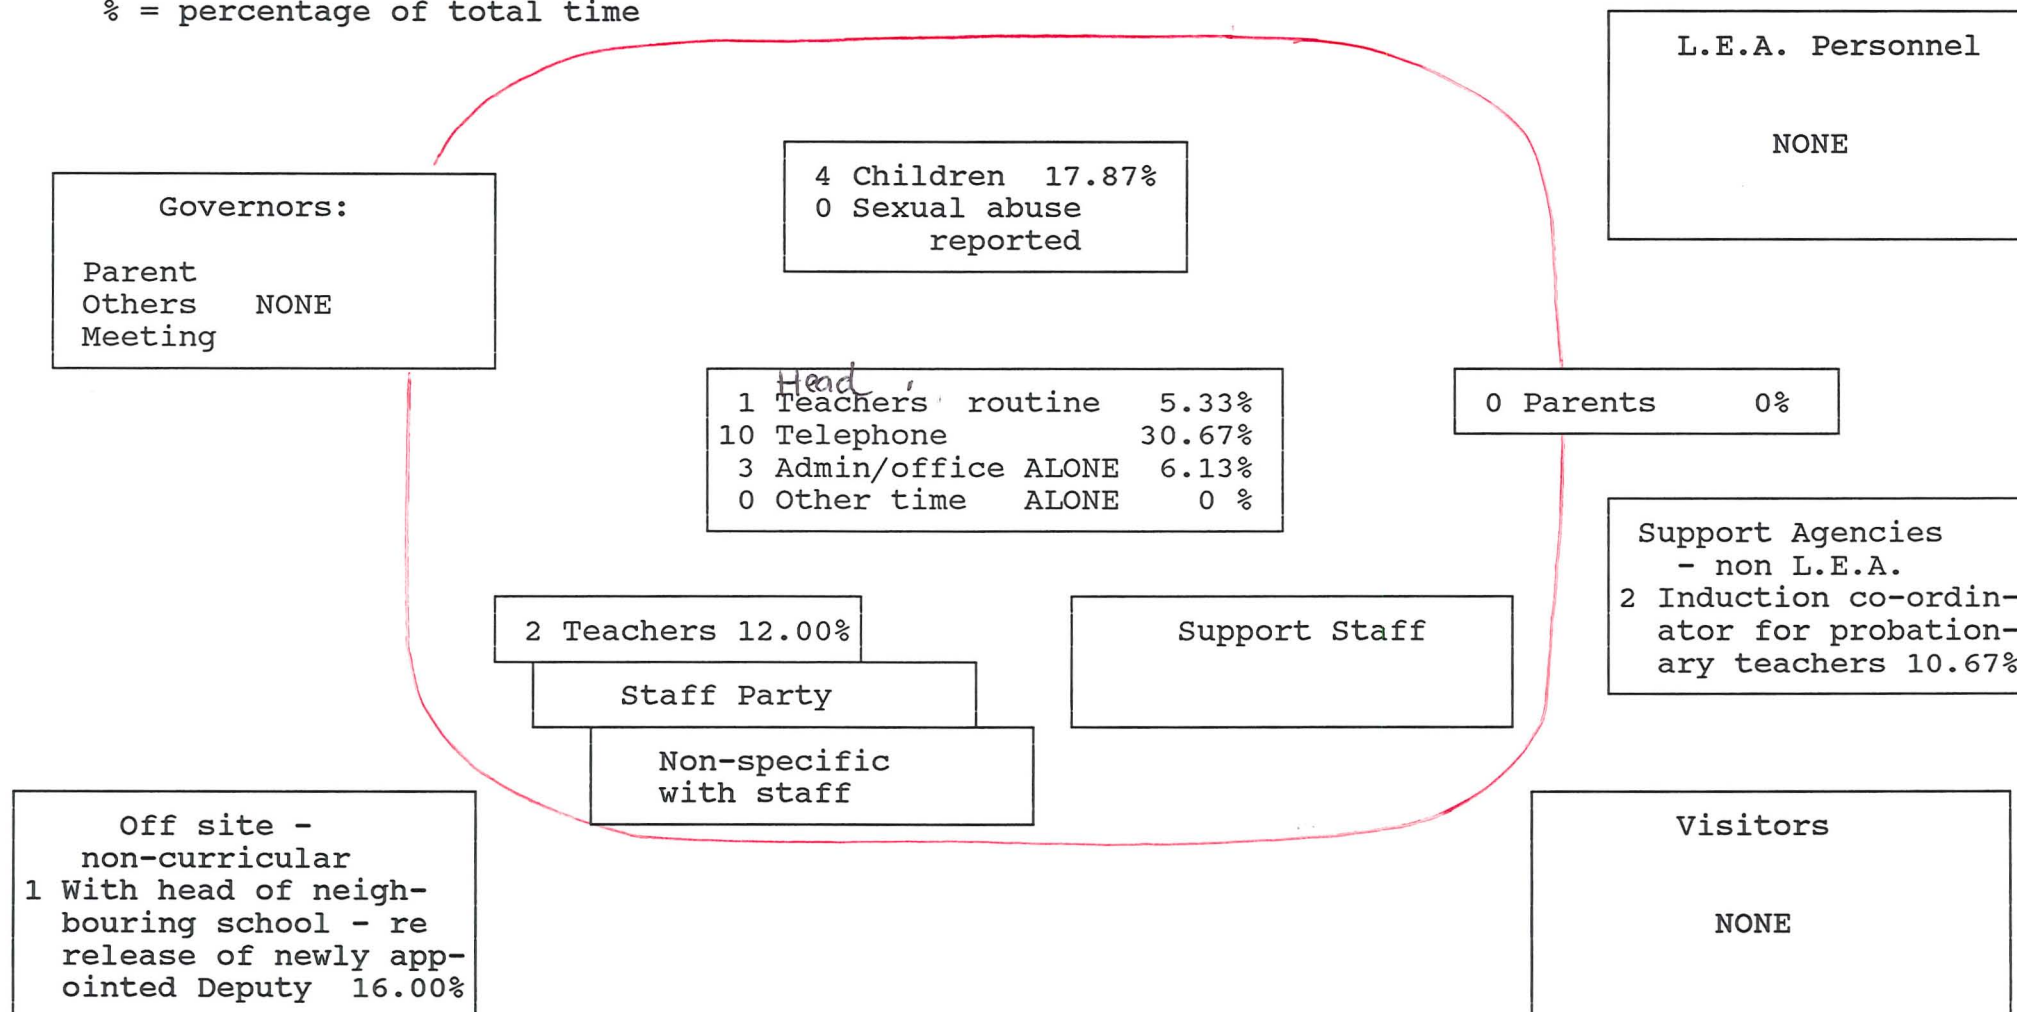 % = percentage of total time
L.E.A. Personnel
NONE
4 Children 17.87%
0 Sexual abuse
reported
Governors:
Parent
Others NONE
Meeting
Head
1 Teachers routine 5.33%
10 Telephone 30.67%
3 Admin/office ALONE 6.13%
0 Other time ALONE 0 %
0 Parents 0%
Support Agencies
- non L.E.A.
2 Induction co-ordin-
ator for probation-
ary teachers 10.67%
2 Teachers 12.00%
Staff Party
Non-specific
with staff
Support Staff
Off site -
non-curricular
1 With head of neigh-
bouring school - re
release of newly app-
ointed Deputy 16.00%
Visitors
NONE